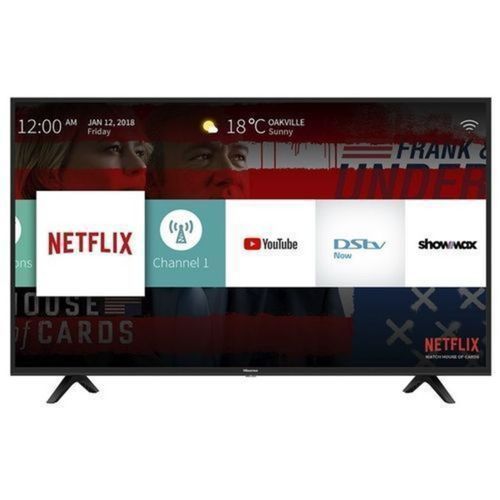 12:00 AM
JAN 12, 2018
Friday
18°C
OAKVILLE
Sunny
FRANK &
UNDER
ons
NETFLIX
Channel 1
YouTube
DStv
Now
showmax
HOUSE
of CARDS
NETFLIX
WATCH HOUSE OF CARDS
Hisense